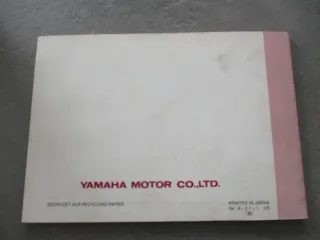 YAMAHA MOTOR CO.,LTD.
GEDRUCKT AUF RECYCLING-PAPIER
PRINTED IN JAPAN